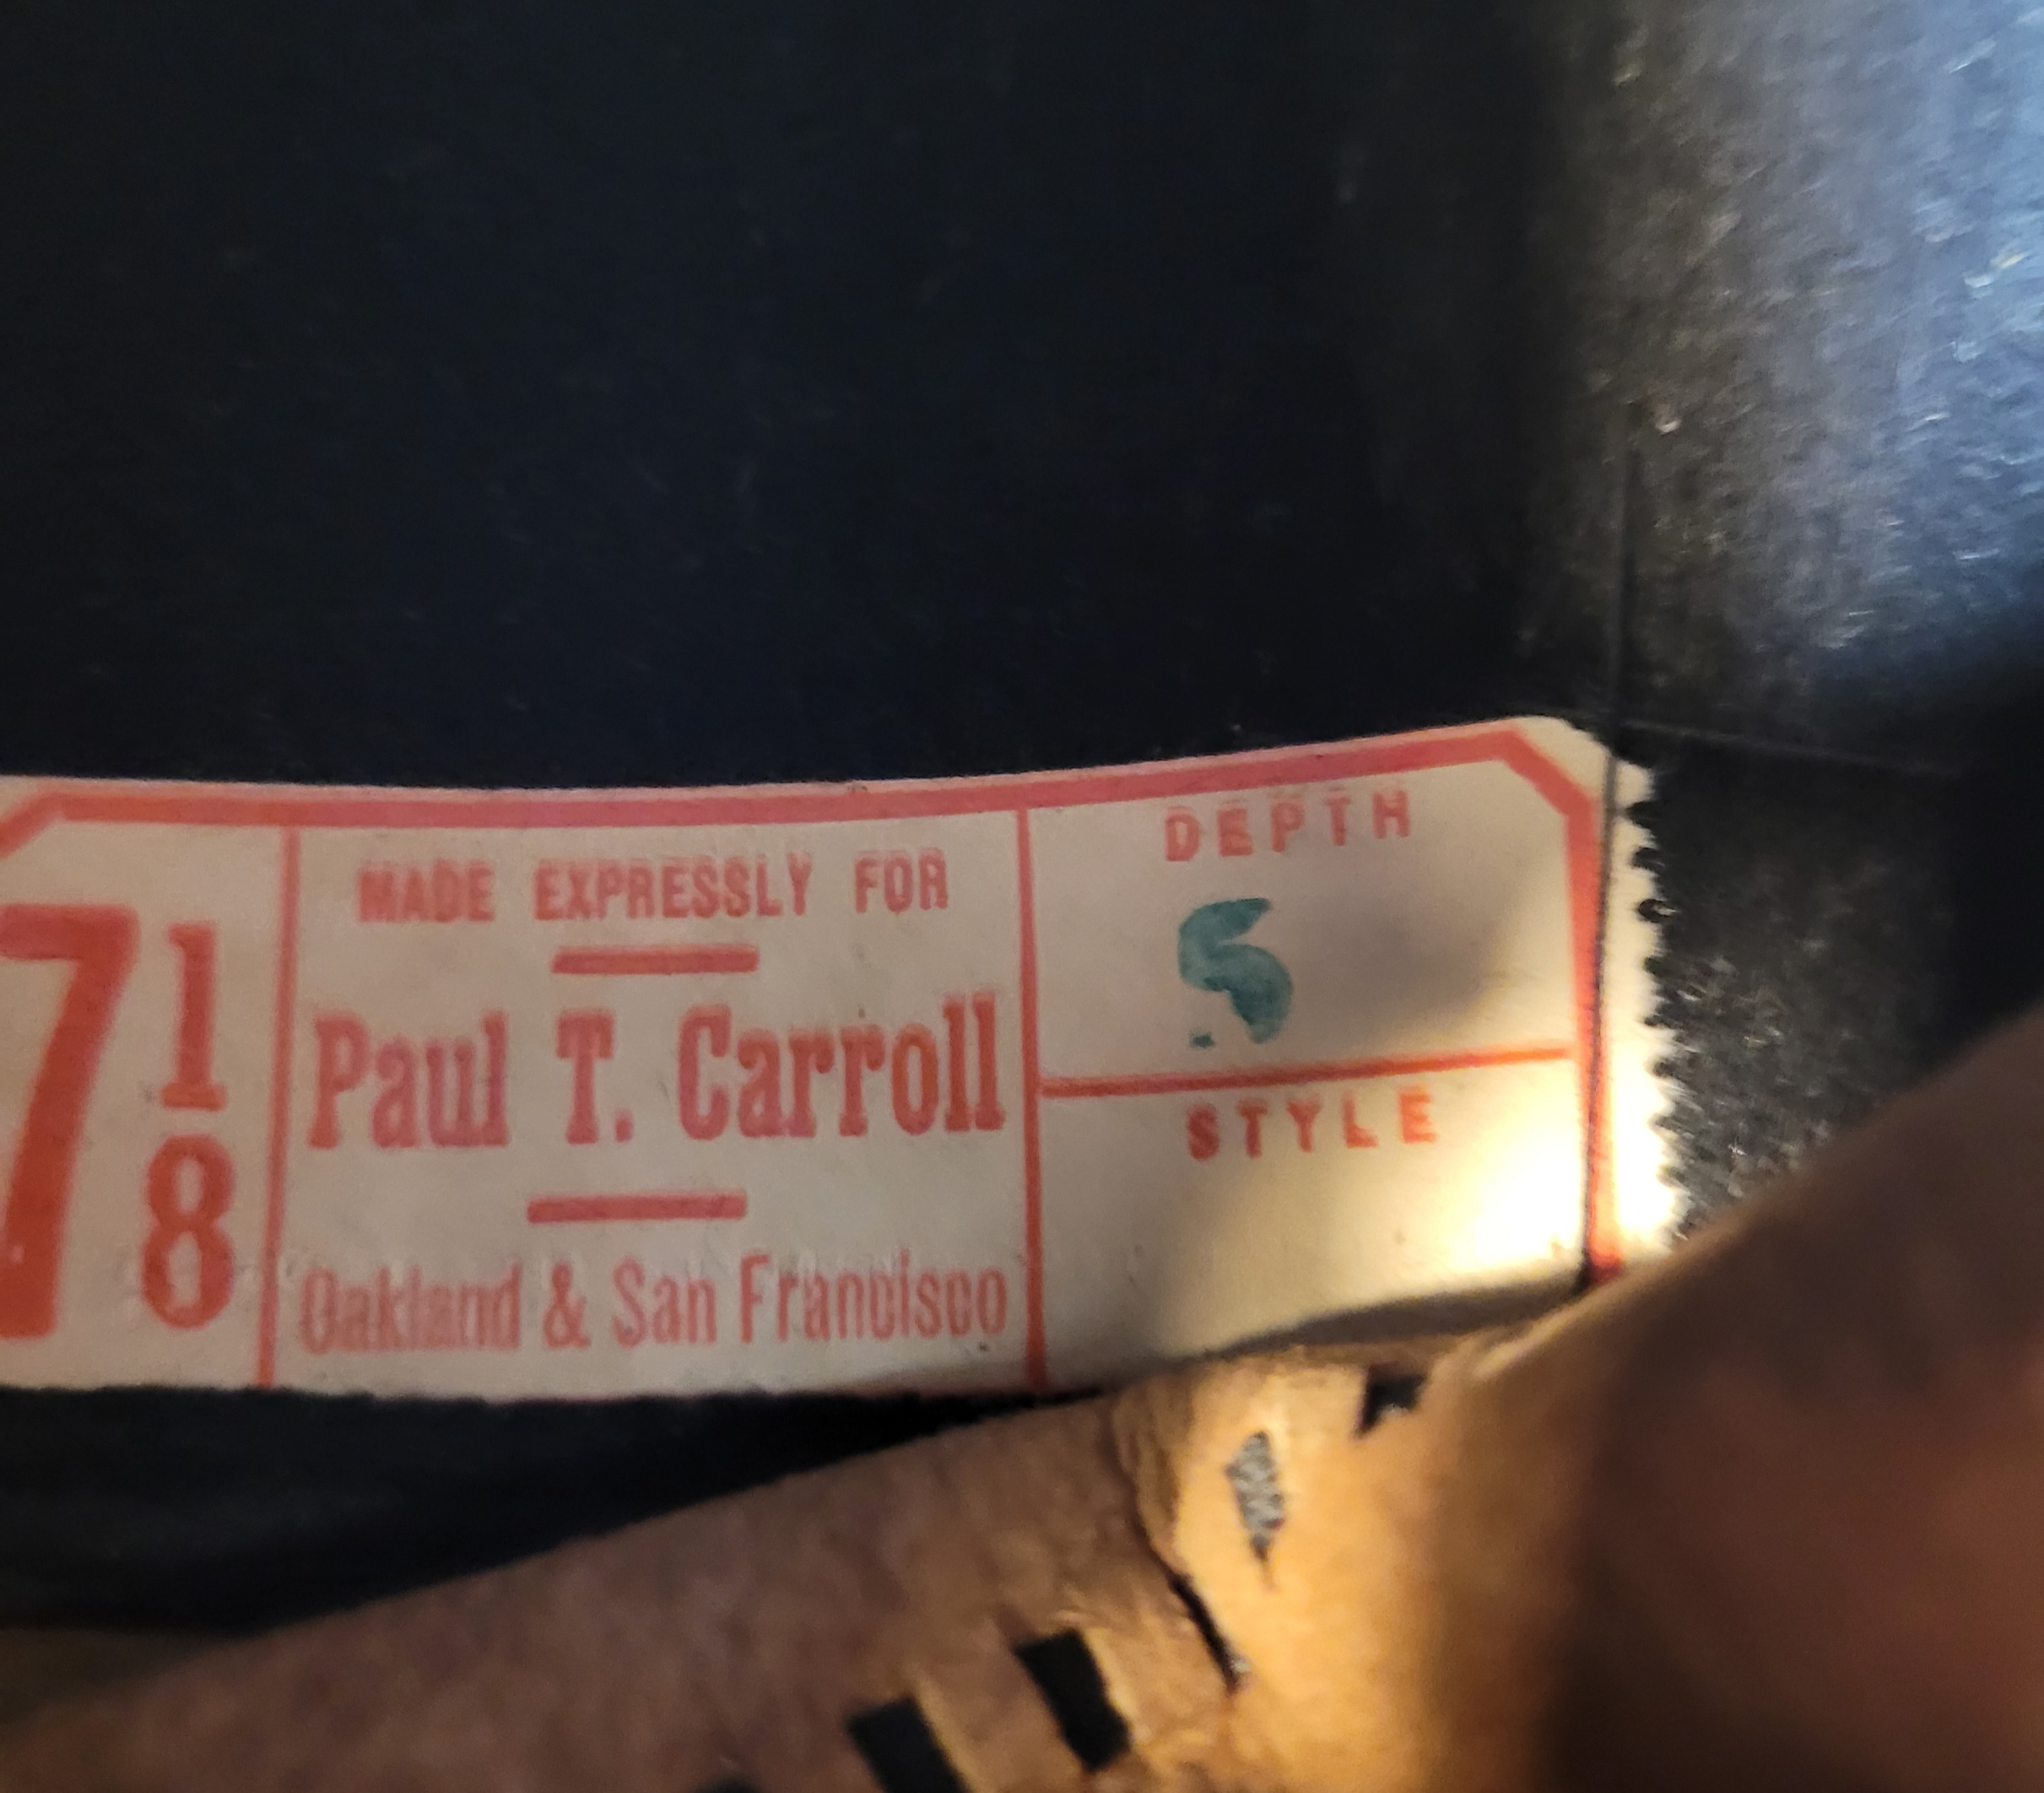 7 1/8
MADE EXPRESSLY FOR
Paul T. Carroll
Oakland & San Francisco
DEPTH
5
STYLE